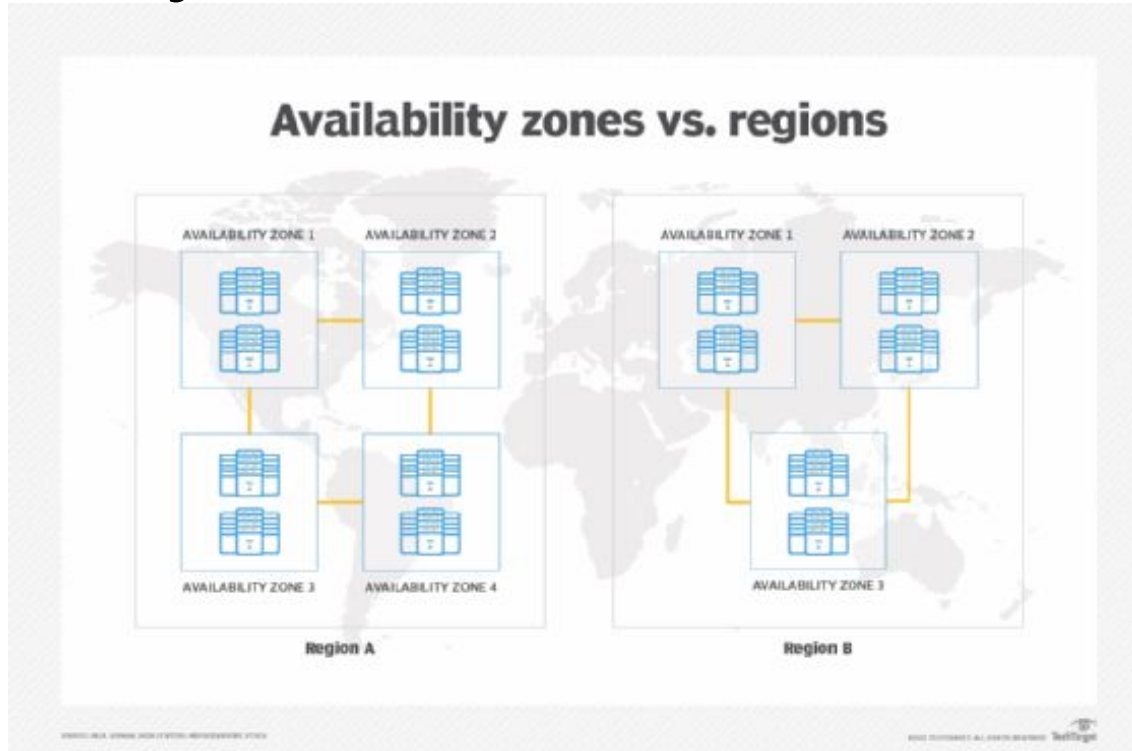 Availability zones vs. regions
AVAILABILITY ZONE 1
AVAILABILITY ZONE 2
AVAILABILITY ZONE 3
AVAILABILITY ZONE 4
Region A
AVAILABILITY ZONE 1
AVAILABILITY ZONE 2
AVAILABILITY ZONE 3
Region B
TechTarget